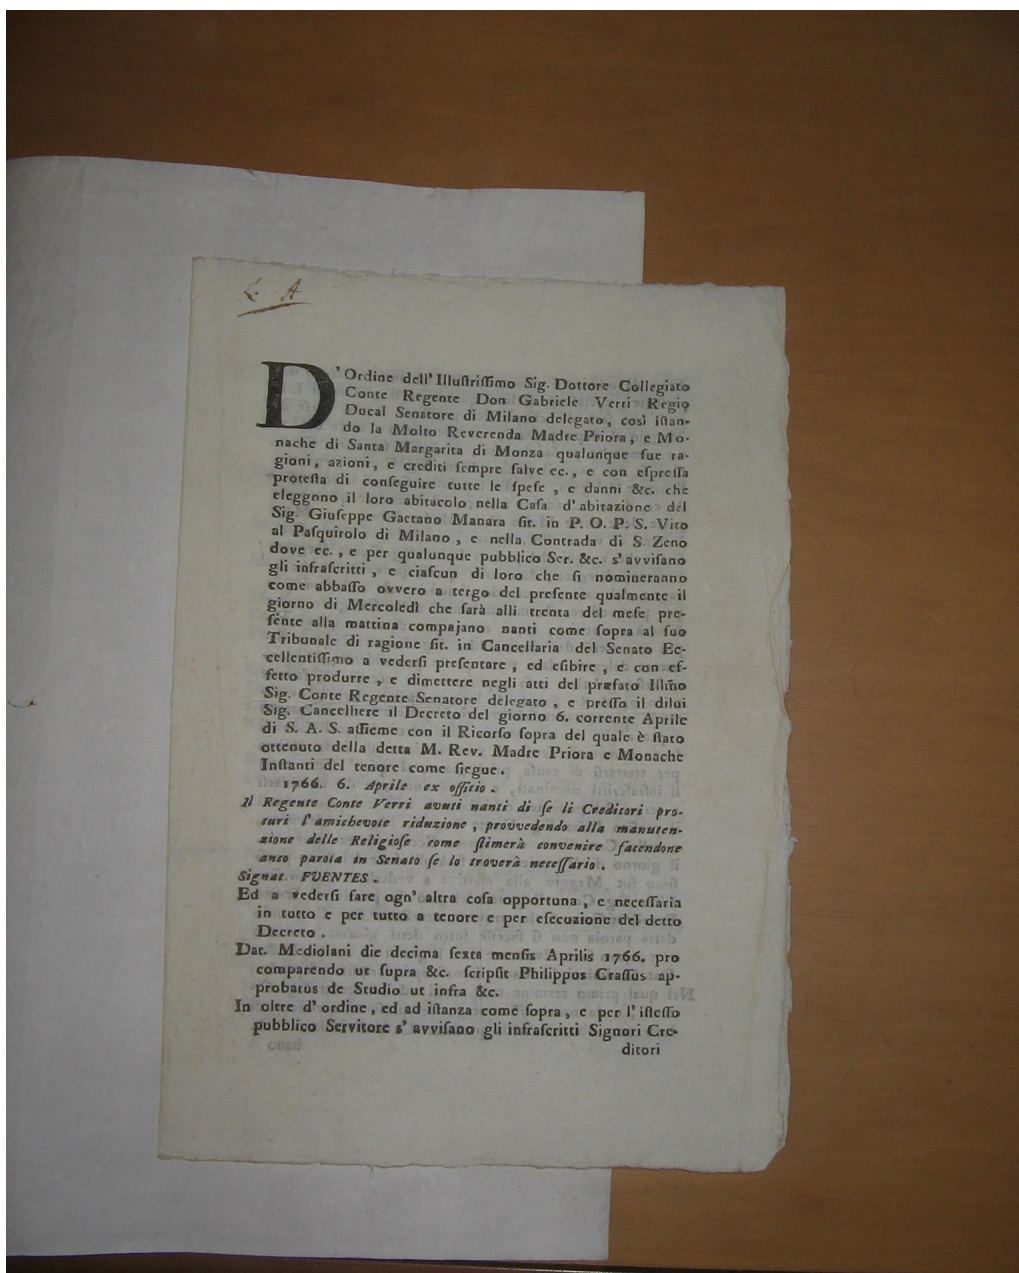 L. A
D'Ordine dell' Illuſtriſſimo Sig. Dottore Collegiato
Conte Regente Don Gabriele Verri Regio
Ducal Senatore di Milano delegato, così iſtan-
do la Molto Reverenda Madre Priora, e Mo-
nache di Santa Margarita di Monza qualunque ſue ra-
gioni, azioni, e crediti ſempre ſalve ec., e con eſpreſſa
proteſta di conſeguire tutte le ſpeſe, e danni &c. che
eleggono il loro abitacolo nella Caſa d'abitazione del
Sig. Giuſeppe Gaetano Manara ſit. in P. O. P. S. Vito
al Paſquirolo di Milano, e nella Contrada di S. Zeno
dove ec., e per qualunque pubblico Ser. &c. s'avviſano
gli infraſcritti, e ciaſcun di loro che ſi nomineranno
come abbaſſo ovvero a tergo del preſente qualmente il
giorno di Mercoledì che ſarà alli trenta del meſe pre-
ſente alla mattina compajano nanti come ſopra al ſuo
Tribunale di ragione ſit. in Cancellaria del Senato Ec-
cellentiſſimo a vederſi preſentare, ed eſibire, e con ef-
fetto produrre, e dimettere negli atti del præfato Illm̃o
Sig. Conte Regente Senatore delegato, e preſſo il dilui
Sig. Cancelliere il Decreto del giorno 6. corrente Aprile
di S. A. S. aſſieme con il Ricorſo ſopra del quale è ſtato
ottenuto della detta M. Rev. Madre Priora e Monache
Inſtanti del tenore come ſiegue.
1766. 6. Aprile ex officio.
Il Regente Conte Verri avuti nanti di ſe li Creditori pro-
curi l'amichevole riduzione, provvedendo alla manuten-
zione delle Religioſe come ſtimerà convenire facendone
anco parola in Senato ſe lo troverà neceſſario.
Signat. FUENTES.
Ed a vederſi fare ogn'altra coſa opportuna, e neceſſaria
in tutto e per tutto a tenore e per eſecuzione del detto
Decreto.
Dat. Mediolani die decima ſexta menſis Aprilis 1766. pro
comparendo ut ſupra &c. ſcripſit Philippus Craſſus ap-
probatus de Studio ut infra &c.
In oltre d'ordine, ed ad iſtanza come ſopra, e per l'iſteſſo
pubblico Servitore s'avviſano gli infraſcritti Signori Cre-
ditori